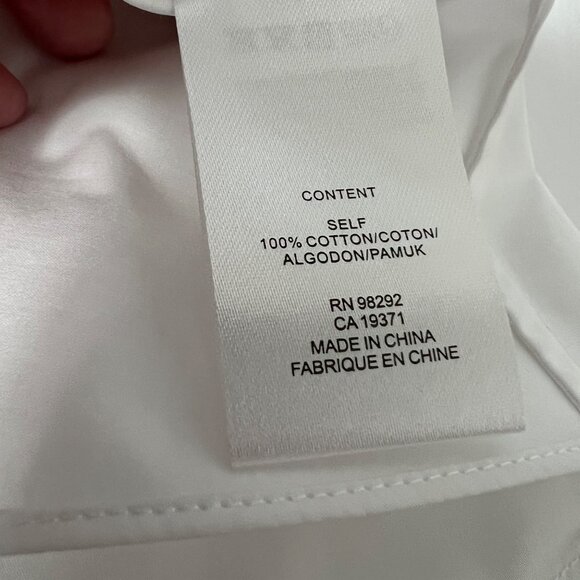 CONTENT
SELF
100% COTTON/COTON/
ALGODON/PAMUK
RN 98292
CA 19371
MADE IN CHINA
FABRIQUE EN CHINE